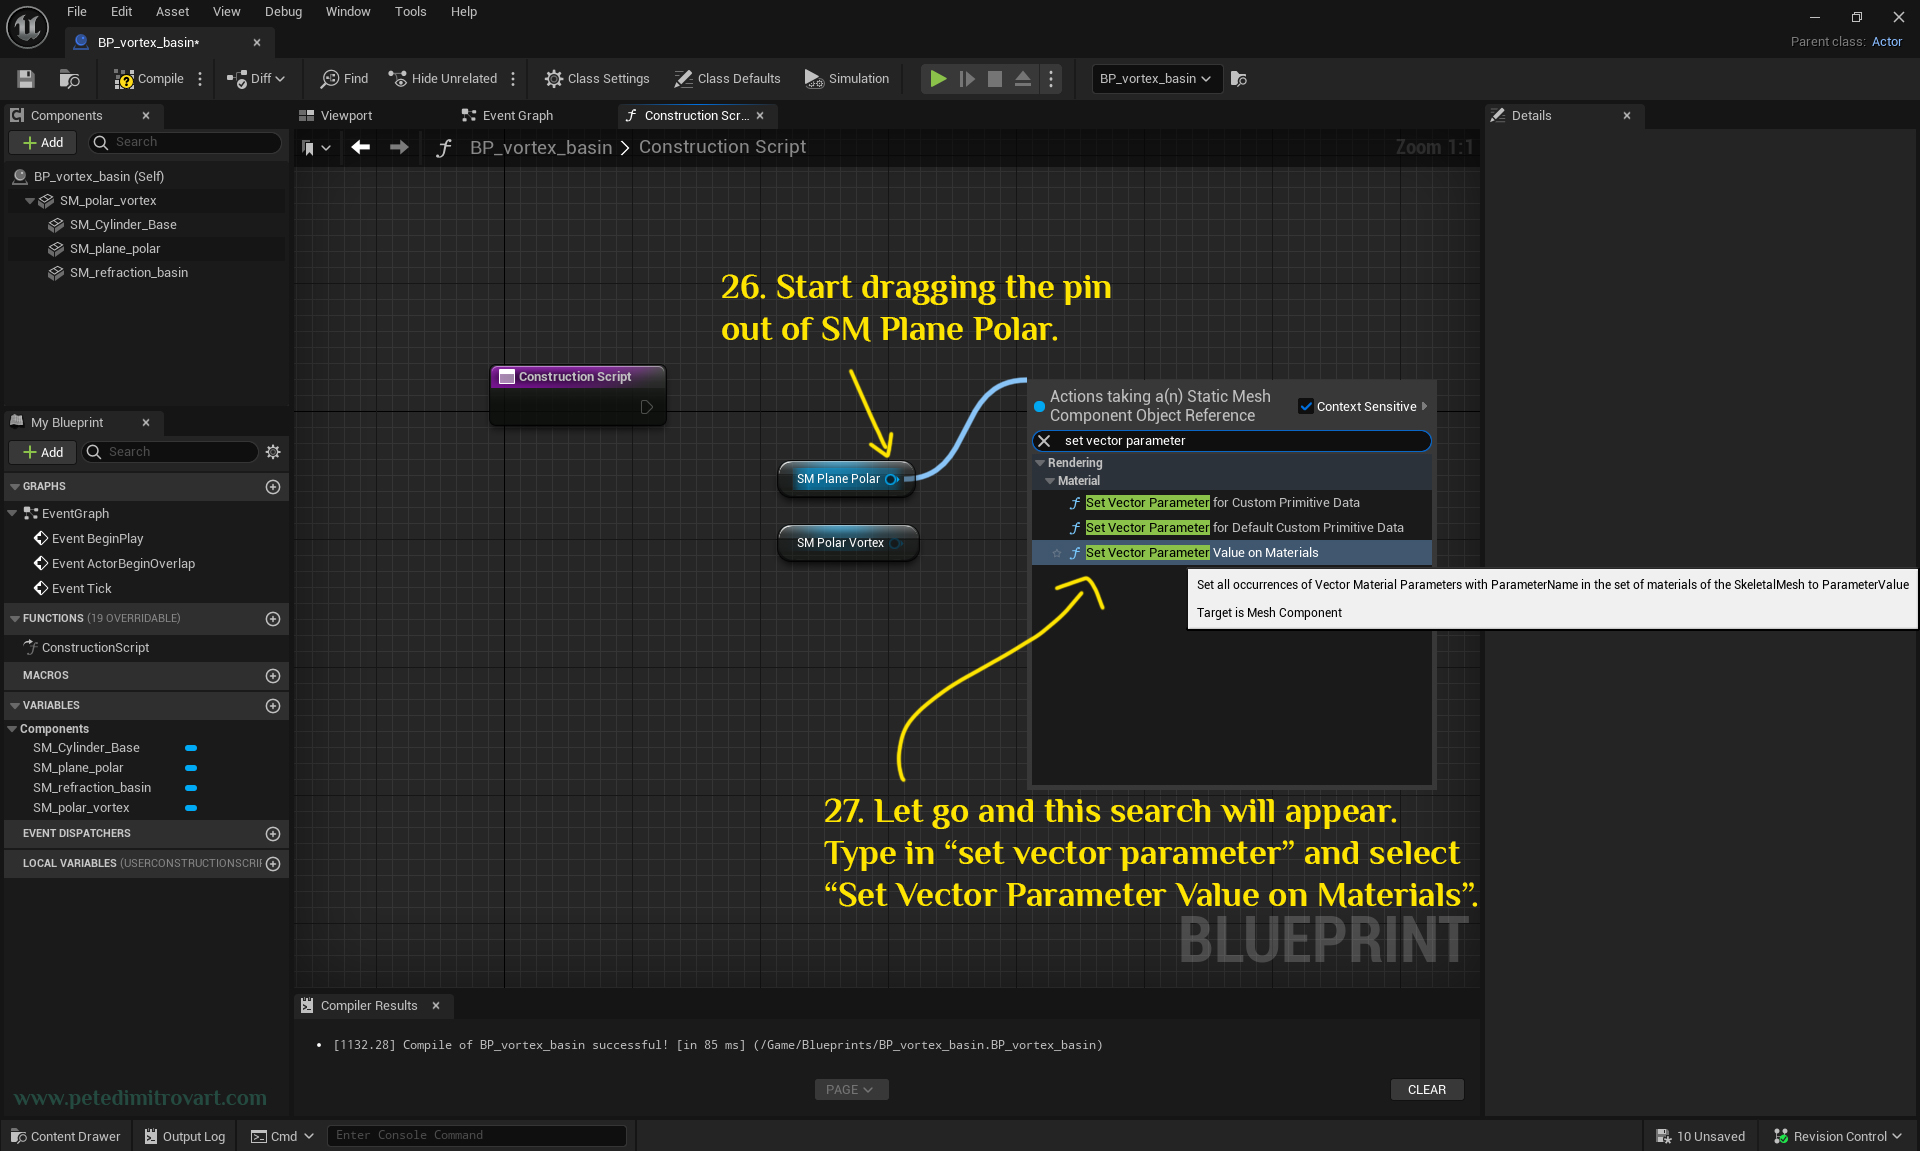 File Edit Asset View Debug Window Tools Help
BP_vortex_basin*
Parent class: Actor
Compile Diff Find Hide Unrelated Class Settings Class Defaults Simulation BP_vortex_basin
Components
Add Search
BP_vortex_basin (Self)
SM_polar_vortex
SM_Cylinder_Base
SM_plane_polar
SM_refraction_basin
My Blueprint
Add Search
GRAPHS
EventGraph
Event BeginPlay
Event ActorBeginOverlap
Event Tick
FUNCTIONS (19 OVERRIDABLE)
ConstructionScript
MACROS
VARIABLES
Components
SM_Cylinder_Base
SM_plane_polar
SM_refraction_basin
SM_polar_vortex
EVENT DISPATCHERS
LOCAL VARIABLES (USERCONSTRUCTIONSCRIF
www.petedimitrovart.com
Viewport Event Graph Construction Scr...
BP_vortex_basin > Construction Script
Zoom 1:1
26. Start dragging the pin
out of SM Plane Polar.
Construction Script
SM Plane Polar
SM Polar Vortex
Actions taking a(n) Static Mesh
Component Object Reference
Context Sensitive
set vector parameter
Rendering
Material
Set Vector Parameter for Custom Primitive Data
Set Vector Parameter for Default Custom Primitive Data
Set Vector Parameter Value on Materials
Set all occurrences of Vector Material Parameters with ParameterName in the set of materials of the SkeletalMesh to ParameterValue
Target is Mesh Component
27. Let go and this search will appear.
Type in “set vector parameter” and select
“Set Vector Parameter Value on Materials”.
BLUEPRINT
Details
Compiler Results
[1132.28] Compile of BP_vortex_basin successful! [in 85 ms] (/Game/Blueprints/BP_vortex_basin.BP_vortex_basin)
PAGE
CLEAR
Content Drawer Output Log Cmd Enter Console Command 10 Unsaved Revision Control